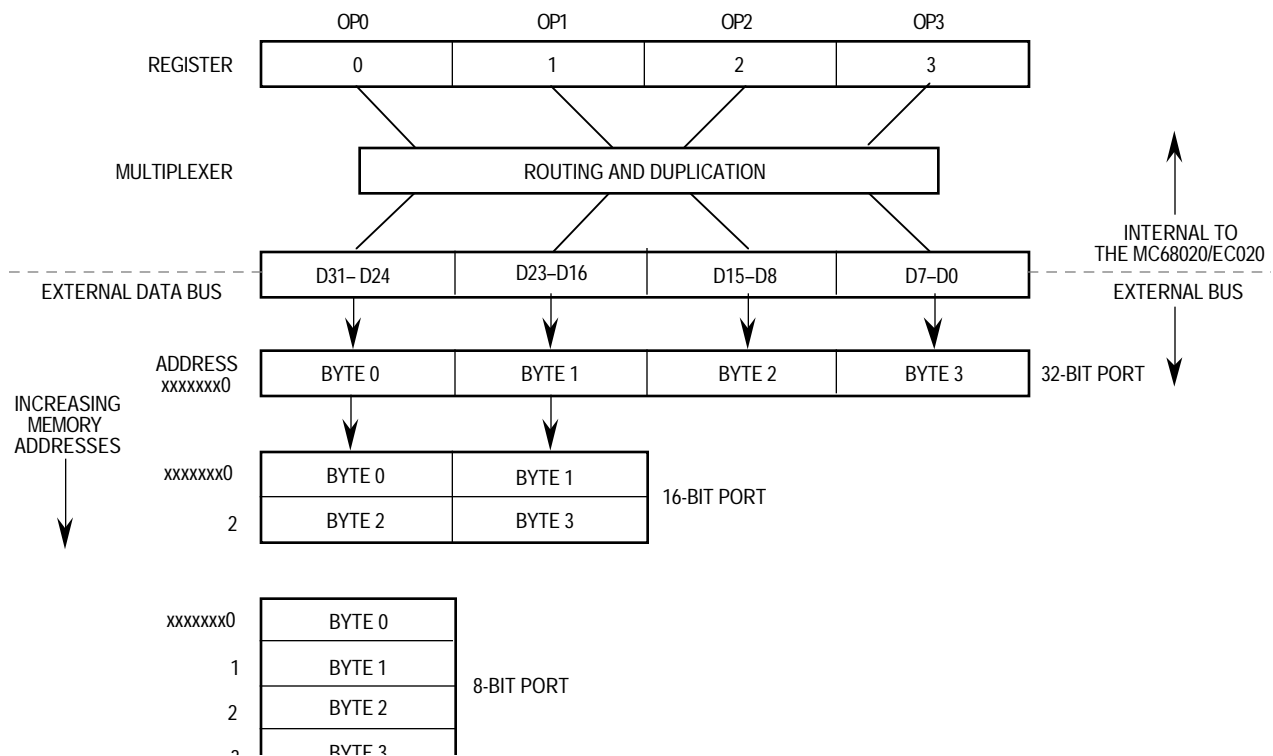 OP0 OP1 OP2 OP3
REGISTER 0 1 2 3
MULTIPLEXER ROUTING AND DUPLICATION
INTERNAL TO
THE MC68020/EC020
D31– D24 D23–D16 D15–D8 D7–D0
EXTERNAL DATA BUS EXTERNAL BUS
ADDRESS
xxxxxxx0 BYTE 0 BYTE 1 BYTE 2 BYTE 3 32-BIT PORT
INCREASING
MEMORY
ADDRESSES
xxxxxxx0 BYTE 0 BYTE 1
16-BIT PORT
2 BYTE 2 BYTE 3
xxxxxxx0 BYTE 0
1 BYTE 1
8-BIT PORT
2 BYTE 2
3 BYTE 3